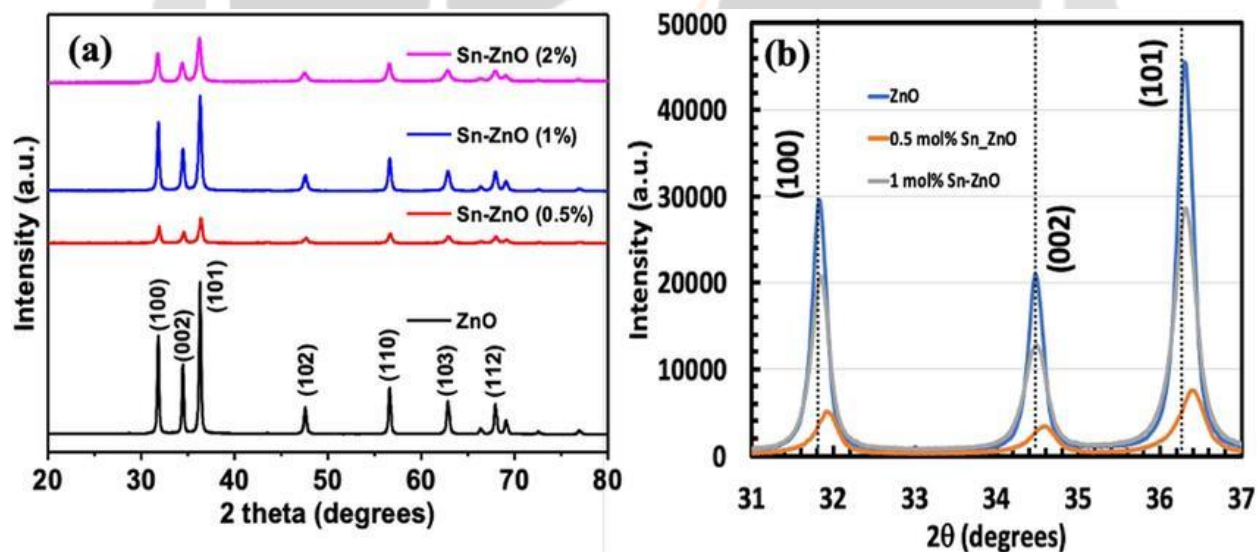 (a)
Sn-ZnO (2%)
Sn-ZnO (1%)
Sn-ZnO (0.5%)
ZnO
(100)
(002)
(101)
(102)
(110)
(103)
(112)
Intensity (a.u.)
20 30 40 50 60 70 80
2 theta (degrees)
(b)
ZnO
0.5 mol% Sn_ZnO
1 mol% Sn-ZnO
(100)
(002)
(101)
Intensity (a.u.)
50000
40000
30000
20000
10000
0
31 32 33 34 35 36 37
2θ (degrees)